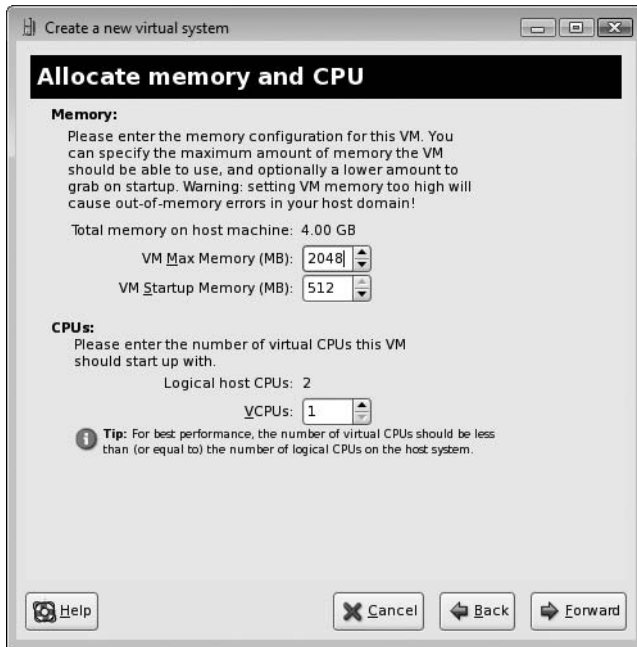 Create a new virtual system
Allocate memory and CPU
Memory:
Please enter the memory configuration for this VM. You
can specify the maximum amount of memory the VM
should be able to use, and optionally a lower amount to
grab on startup. Warning: setting VM memory too high will
cause out-of-memory errors in your host domain!
Total memory on host machine: 4.00 GB
VM Max Memory (MB): 2048
VM Startup Memory (MB): 512
CPUs:
Please enter the number of virtual CPUs this VM
should start up with.
Logical host CPUs: 2
VCPUs: 1
Tip: For best performance, the number of virtual CPUs should be less
than (or equal to) the number of logical CPUs on the host system.
Help Cancel Back Forward